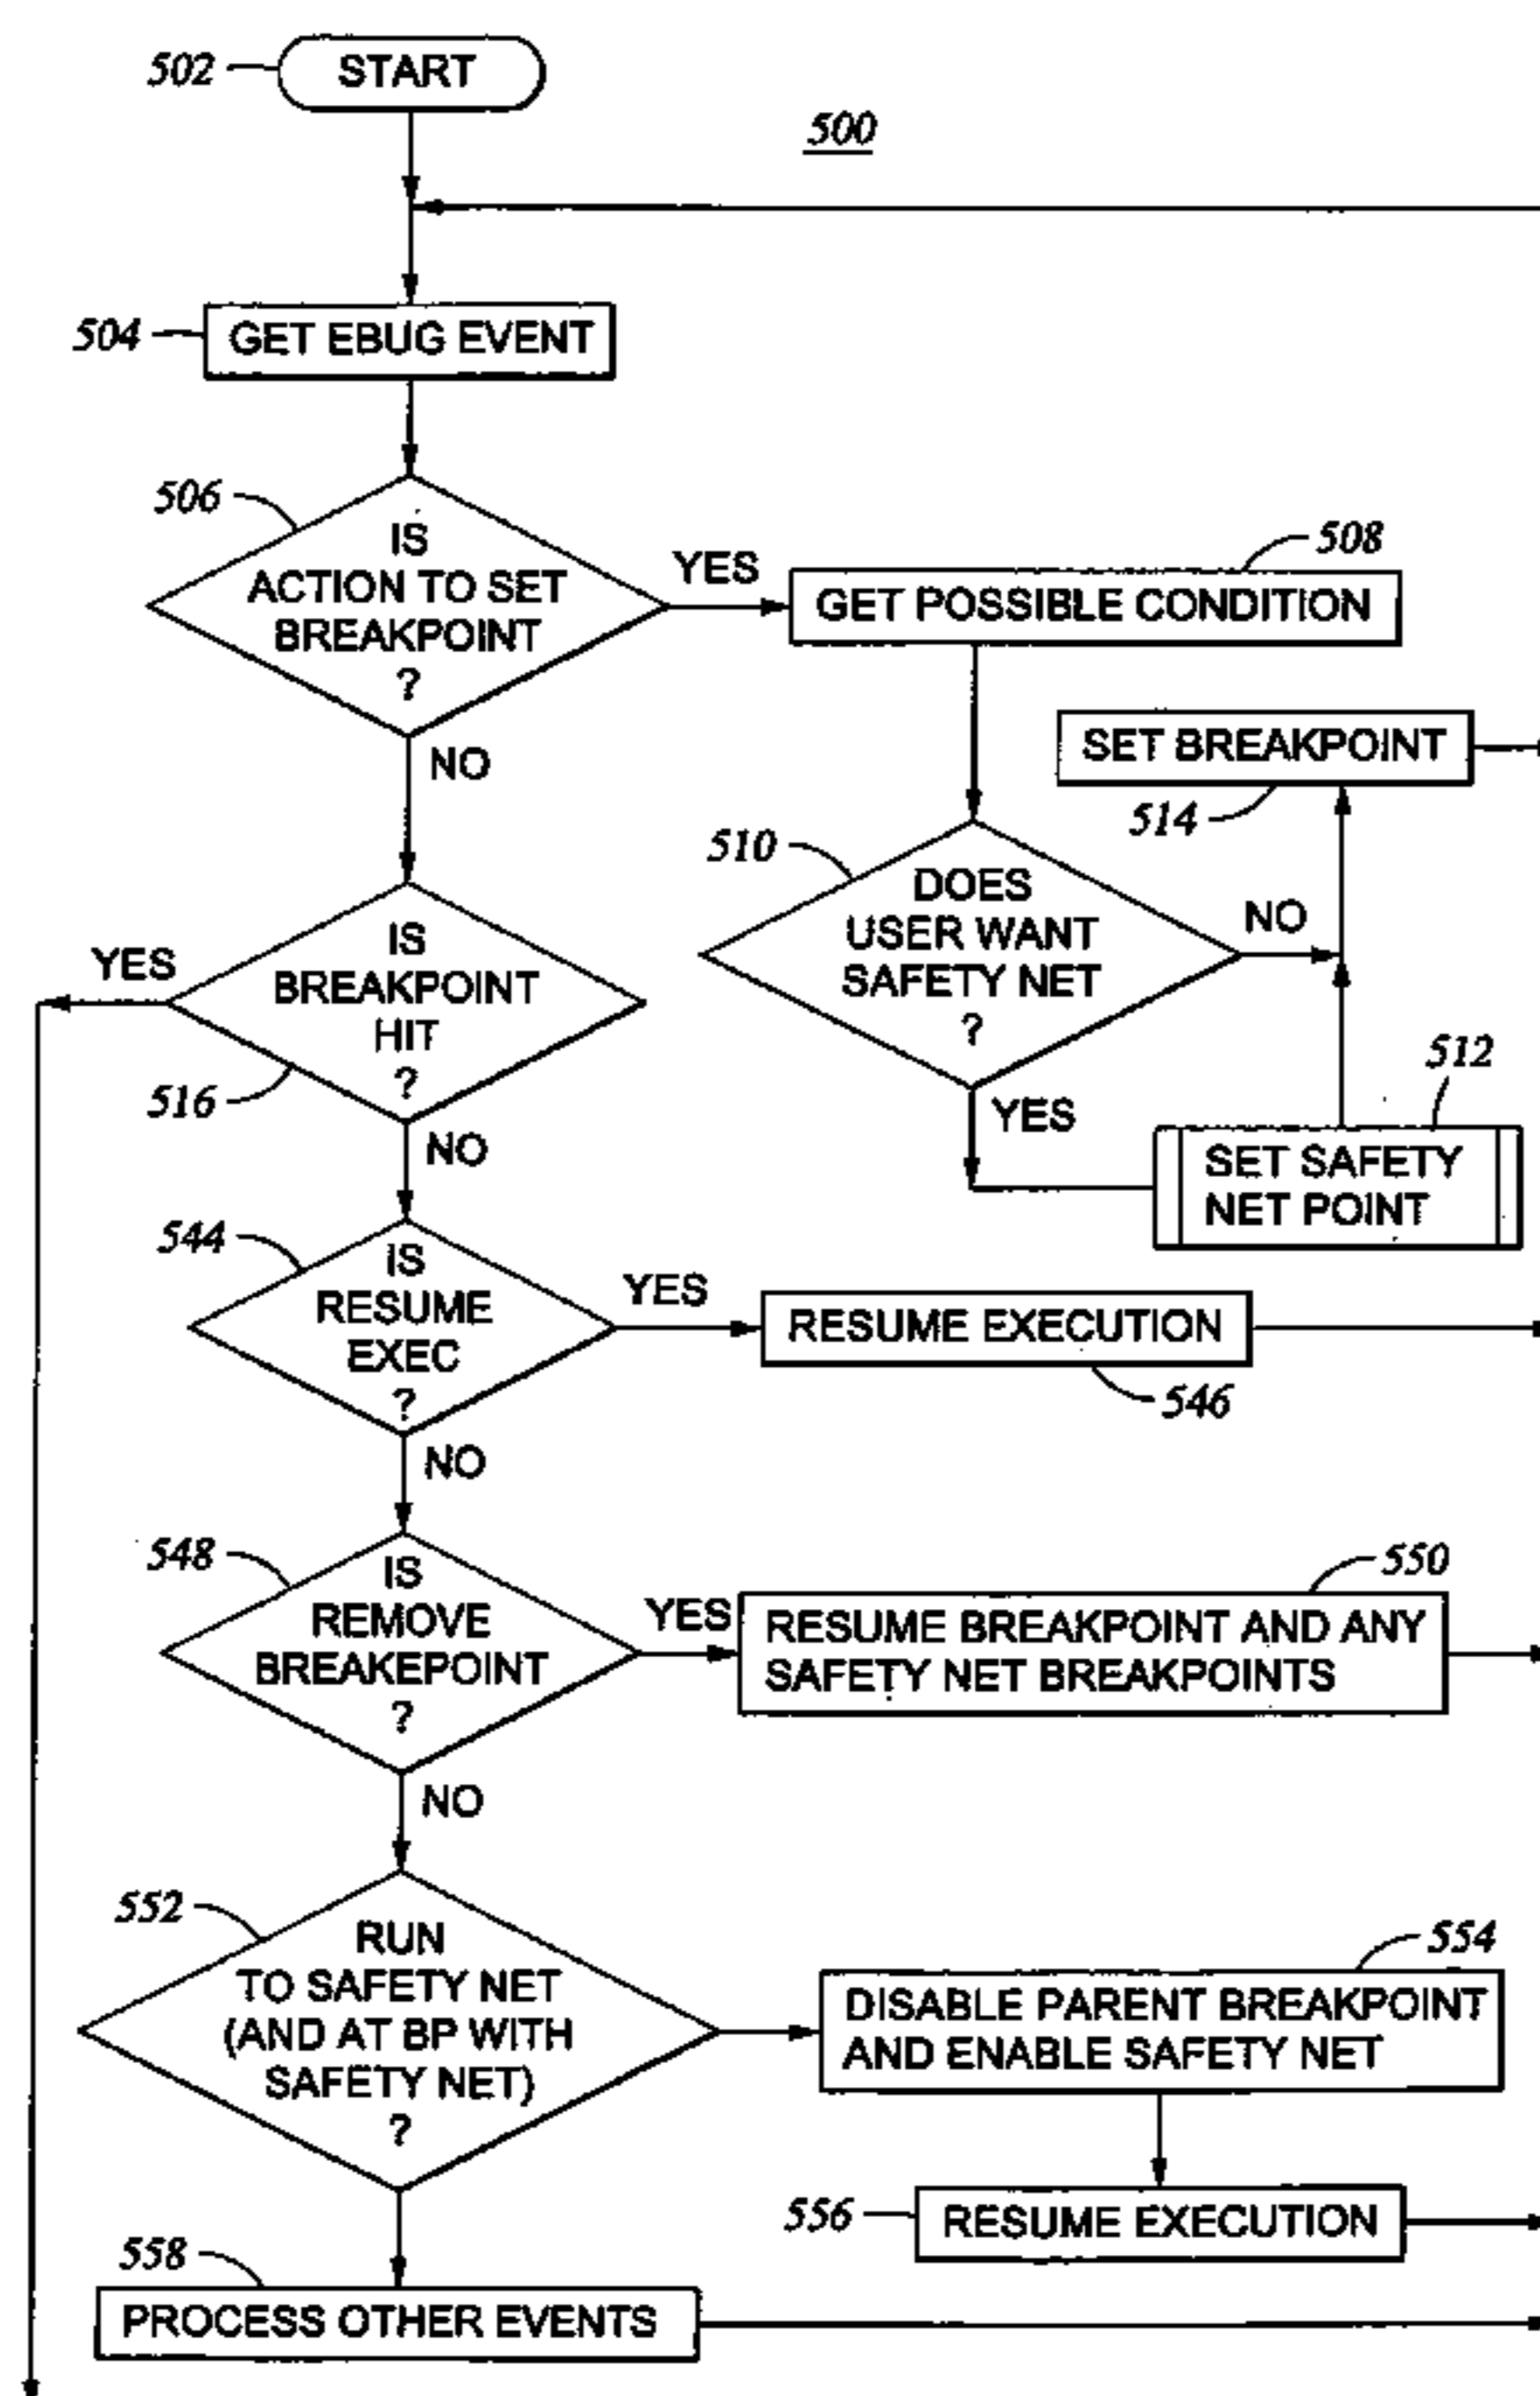 502
START
500
504
GET EBUG EVENT
506
IS
ACTION TO SET
BREAKPOINT
?
YES
508
GET POSSIBLE CONDITION
NO
SET BREAKPOINT
514
510
DOES
USER WANT
SAFETY NET
?
NO
YES
IS
BREAKPOINT
HIT
?
516
YES
512
SET SAFETY
NET POINT
NO
544
IS
RESUME
EXEC
?
YES
RESUME EXECUTION
546
NO
548
IS
REMOVE
BREAKEPOINT
?
YES
550
RESUME BREAKPOINT AND ANY
SAFETY NET BREAKPOINTS
NO
552
RUN
TO SAFETY NET
(AND AT BP WITH
SAFETY NET)
?
554
DISABLE PARENT BREAKPOINT
AND ENABLE SAFETY NET
556
RESUME EXECUTION
558
PROCESS OTHER EVENTS